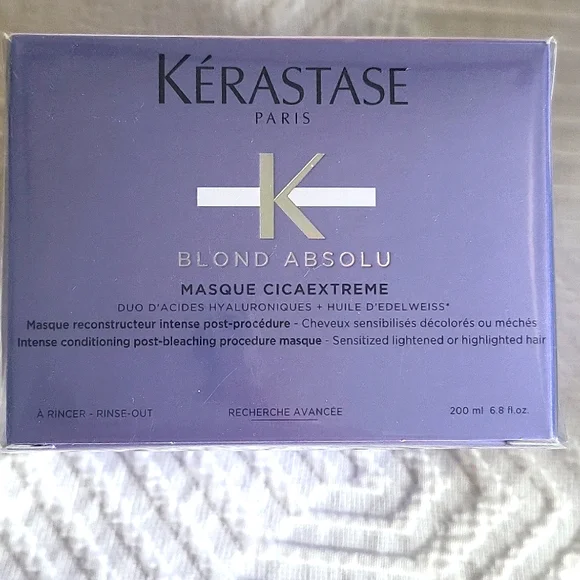 KÉRASTASE
PARIS
K
BLOND ABSOLU
MASQUE CICAEXTREME
DUO D'ACIDES HYALURONIQUES + HUILE D'EDELWEISS*
Masque reconstructeur intense post-procédure - Cheveux sensibilisés décolorés ou méchés
Intense conditioning post-bleaching procedure masque - Sensitized lightened or highlighted hair
À RINCER - RINSE-OUT RECHERCHE AVANCÉE 200 ml 6.8 fl.oz.